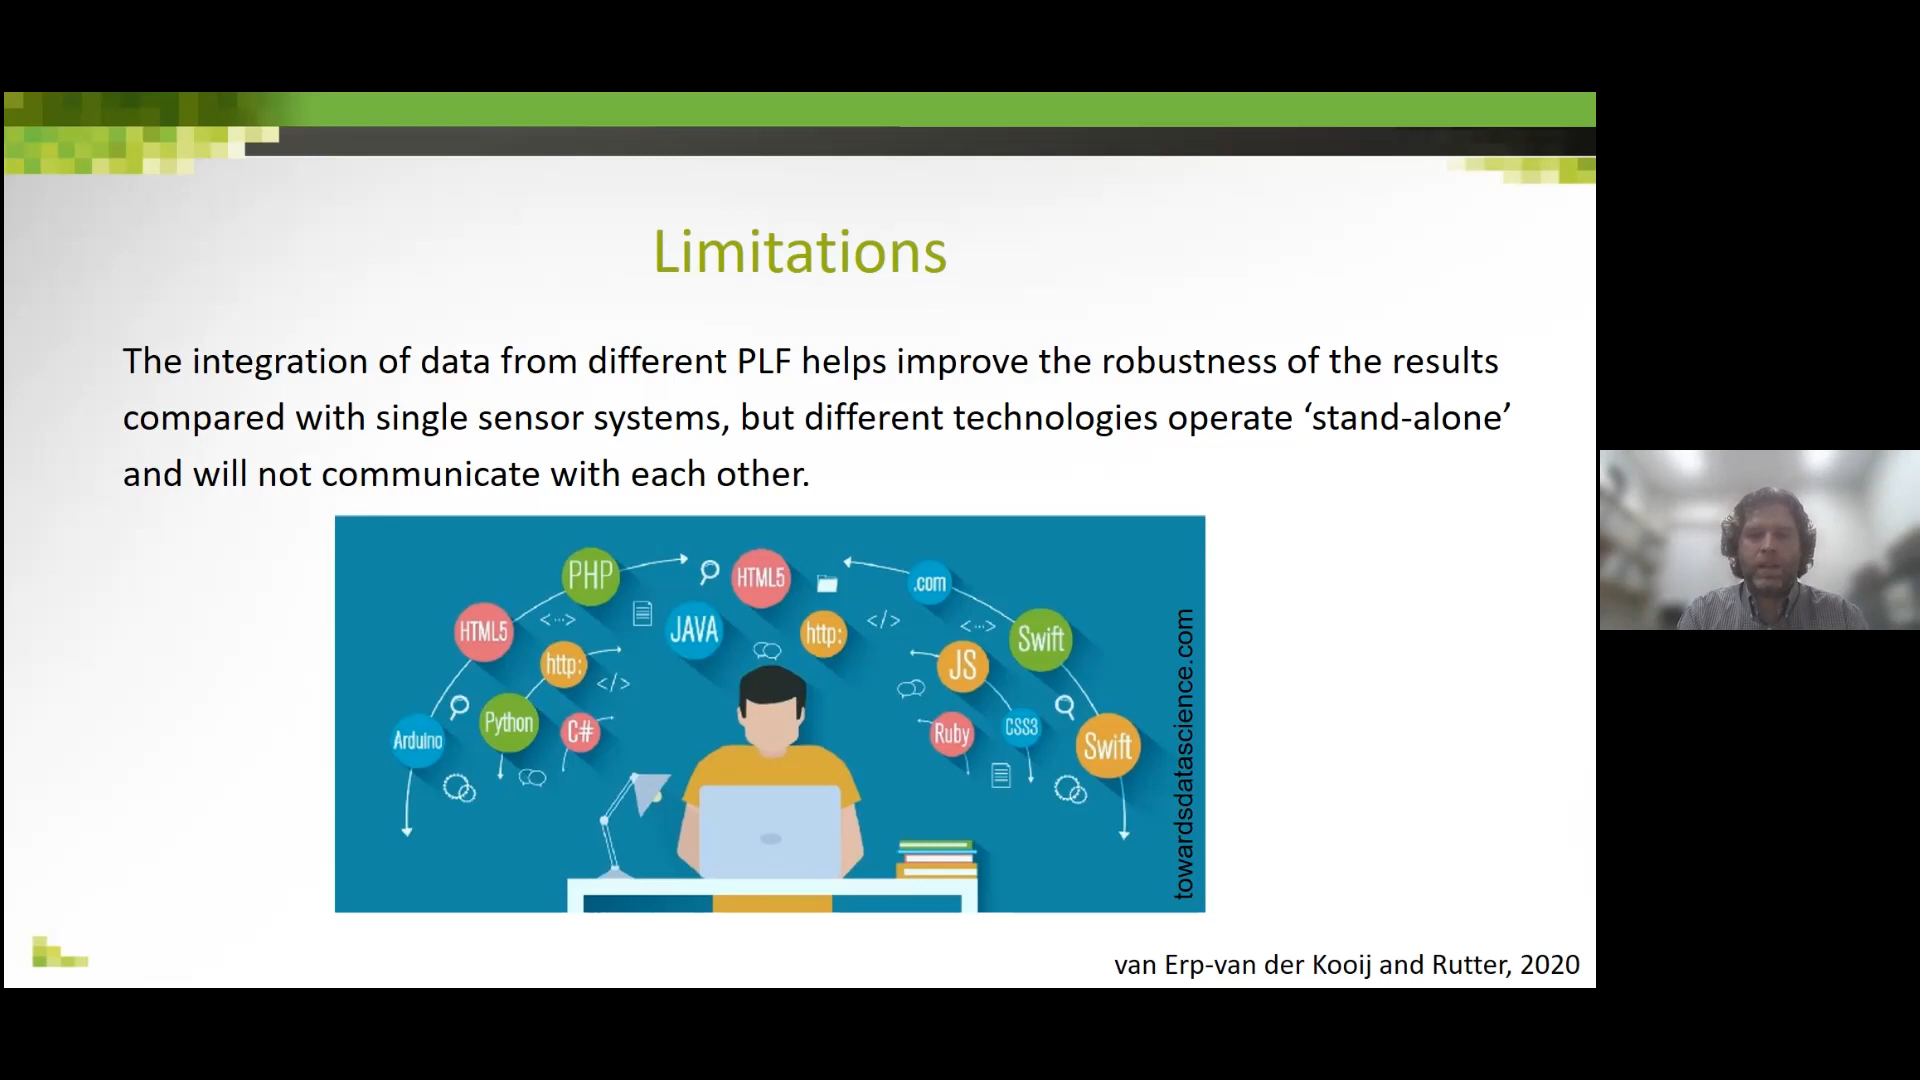 Limitations
The integration of data from different PLF helps improve the robustness of the results
compared with single sensor systems, but different technologies operate ‘stand-alone’
and will not communicate with each other.
PHP
HTML5
.com
HTML5
JAVA
http:
Swift
http:
JS
Arduino
Python
C#
Ruby
CSS3
Swift
towardsdatascience.com
van Erp-van der Kooij and Rutter, 2020